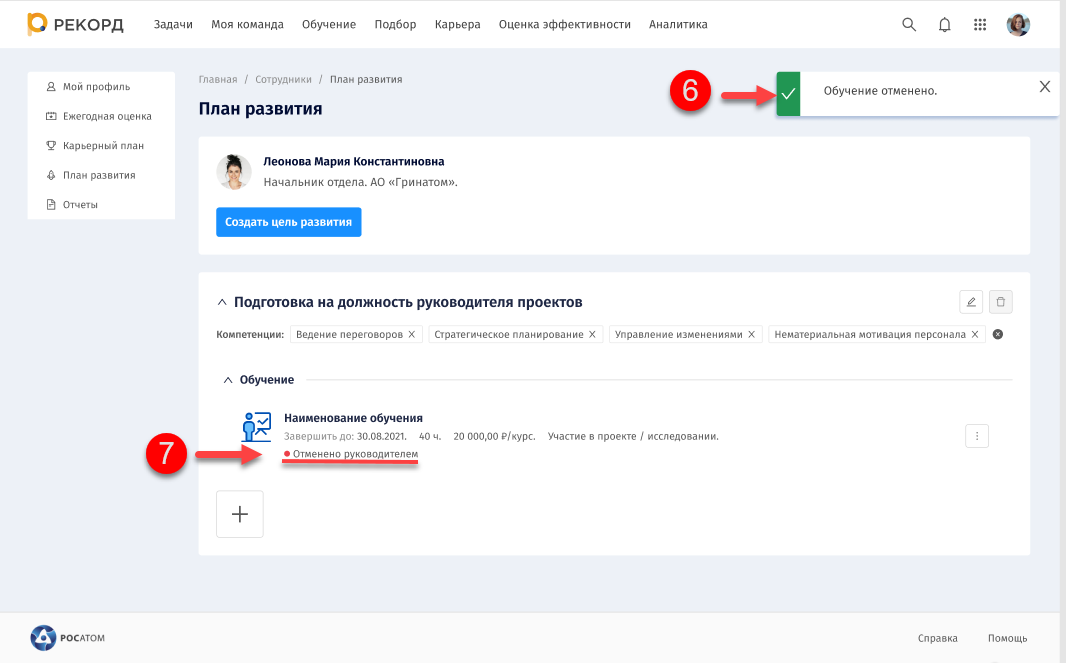 РЕКОРД Задачи Моя команда Обучение Подбор Карьера Оценка эффективности Аналитика
Мой профиль
Ежегодная оценка
Карьерный план
План развития
Отчеты
Главная / Сотрудники / План развития
План развития
6
Обучение отменено.
Леонова Мария Константиновна
Начальник отдела. АО «Гринатом».
Создать цель развития
Подготовка на должность руководителя проектов
Компетенции: Ведение переговоров Стратегическое планирование Управление изменениями Нематериальная мотивация персонала
Обучение
Наименование обучения
Завершить до: 30.08.2021. 40 ч. 20 000,00 ₽/курс. Участие в проекте / исследовании.
7
Отменено руководителем
РОСАТОМ
Справка Помощь